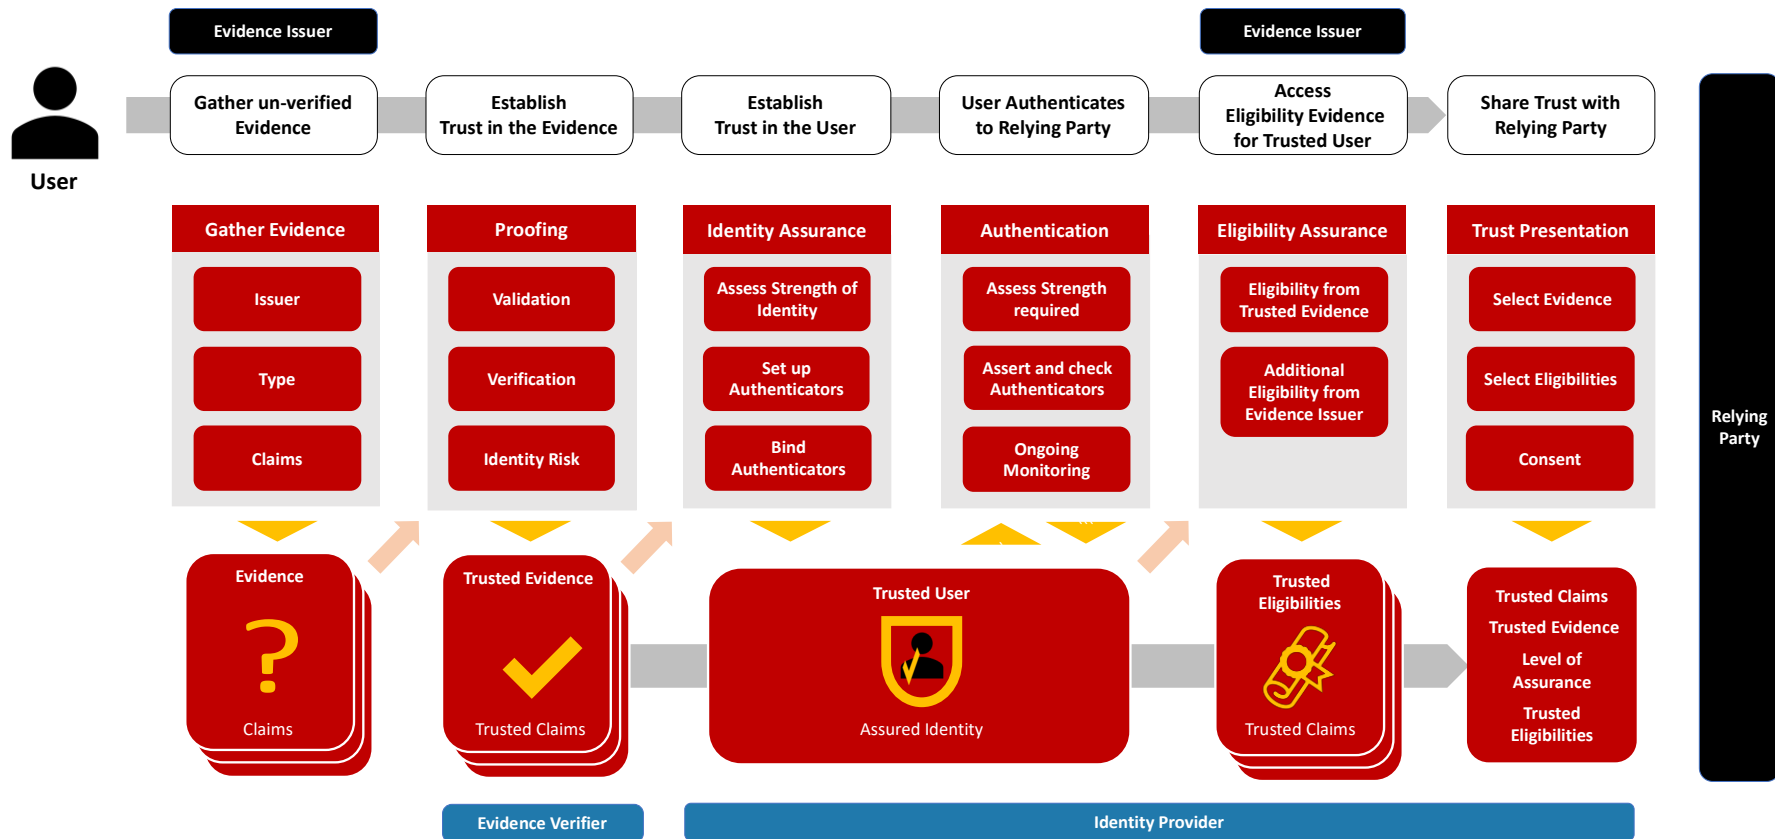 Evidence Issuer
Evidence Issuer
Gather un-verified
Evidence
Establish
Trust in the Evidence
Establish
Trust in the User
User Authenticates
to Relying Party
Access
Eligibility Evidence
for Trusted User
Share Trust with
Relying Party
User
Gather Evidence
Issuer
Type
Claims
Proofing
Validation
Verification
Identity Risk
Identity Assurance
Assess Strength of
Identity
Set up
Authenticators
Bind
Authenticators
Authentication
Assess Strength
required
Assert and check
Authenticators
Ongoing
Monitoring
Eligibility Assurance
Eligibility from
Trusted Evidence
Additional
Eligibility from
Evidence Issuer
Trust Presentation
Select Evidence
Select Eligibilities
Consent
Relying
Party
Evidence
?
Claims
Trusted Evidence
Trusted Claims
Trusted User
Assured Identity
Trusted
Eligibilities
Trusted Claims
Trusted Claims
Trusted Evidence
Level of
Assurance
Trusted
Eligibilities
Evidence Verifier
Identity Provider